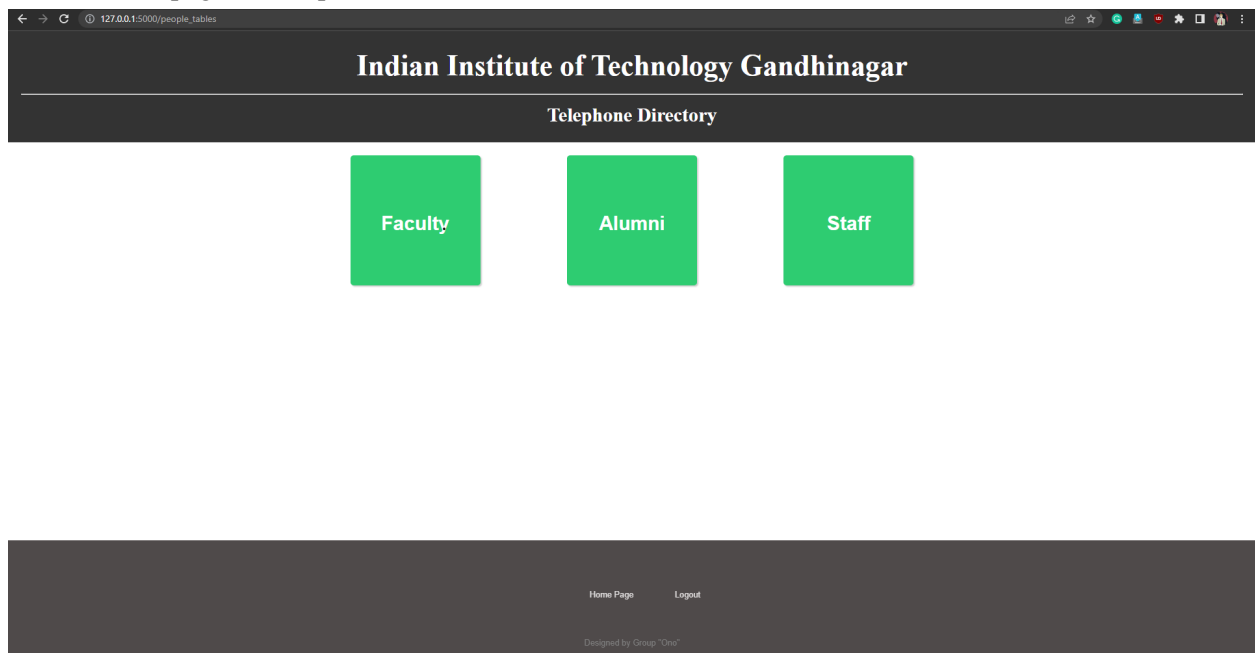 127.0.0.1:5000/people_tables
Indian Institute of Technology Gandhinagar
Telephone Directory
Faculty
Alumni
Staff
Home Page
Logout
Designed by Group "Ono"